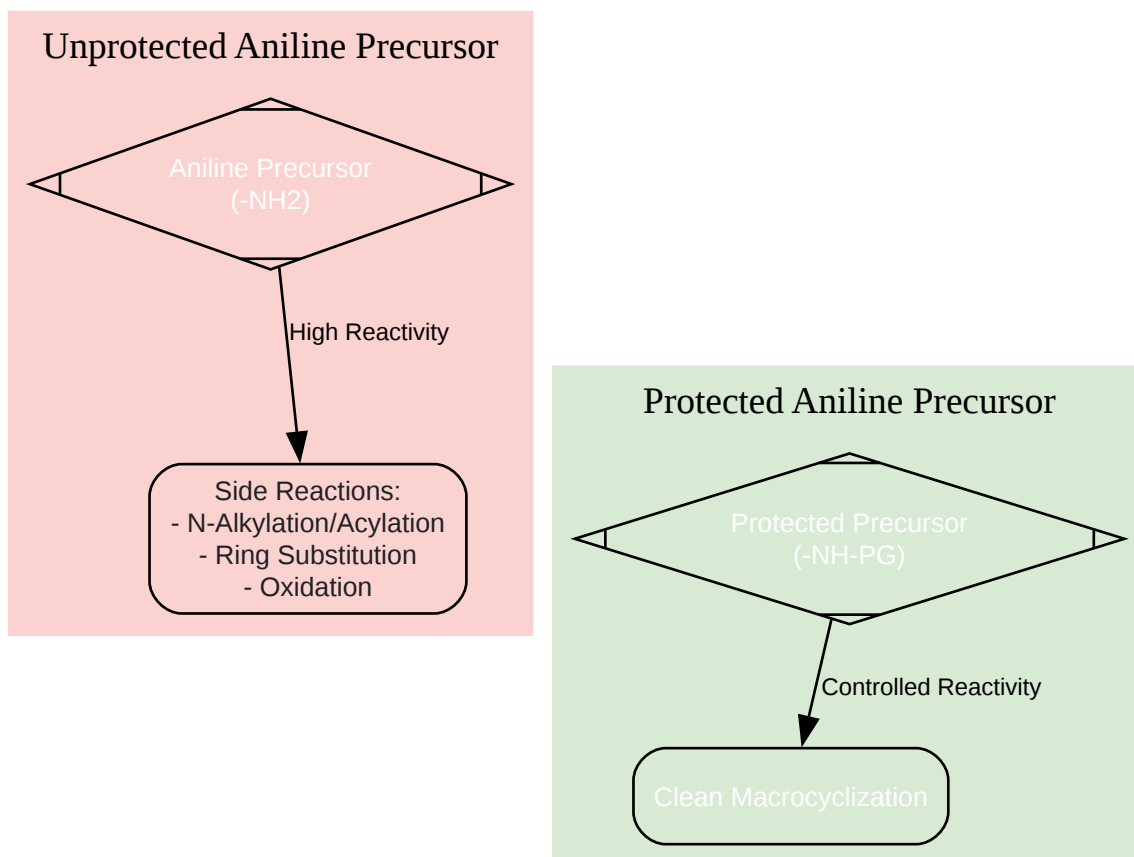 Unprotected Aniline Precursor
Aniline Precursor
(-NH2)
High Reactivity
Side Reactions:
- N-Alkylation/Acylation
- Ring Substitution
- Oxidation
Protected Aniline Precursor
Protected Precursor
(-NH-PG)
Controlled Reactivity
Clean Macrocyclization